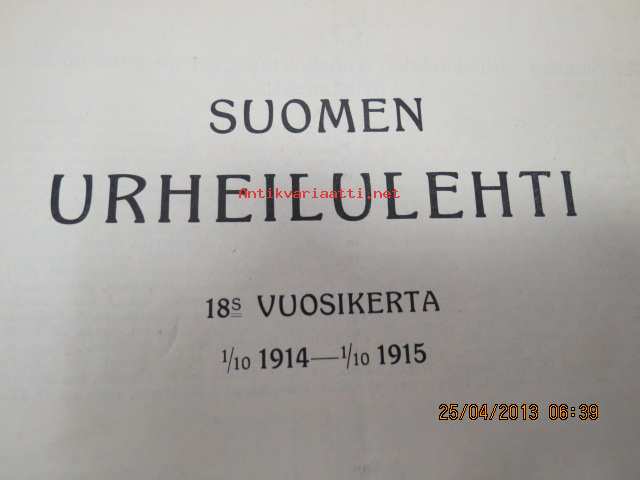 SUOMEN
URHEILULEHTI
Antikvariaatti.net
18s VUOSIKERTA
1/10 1914—1/10 1915
25/04/2013 06:39